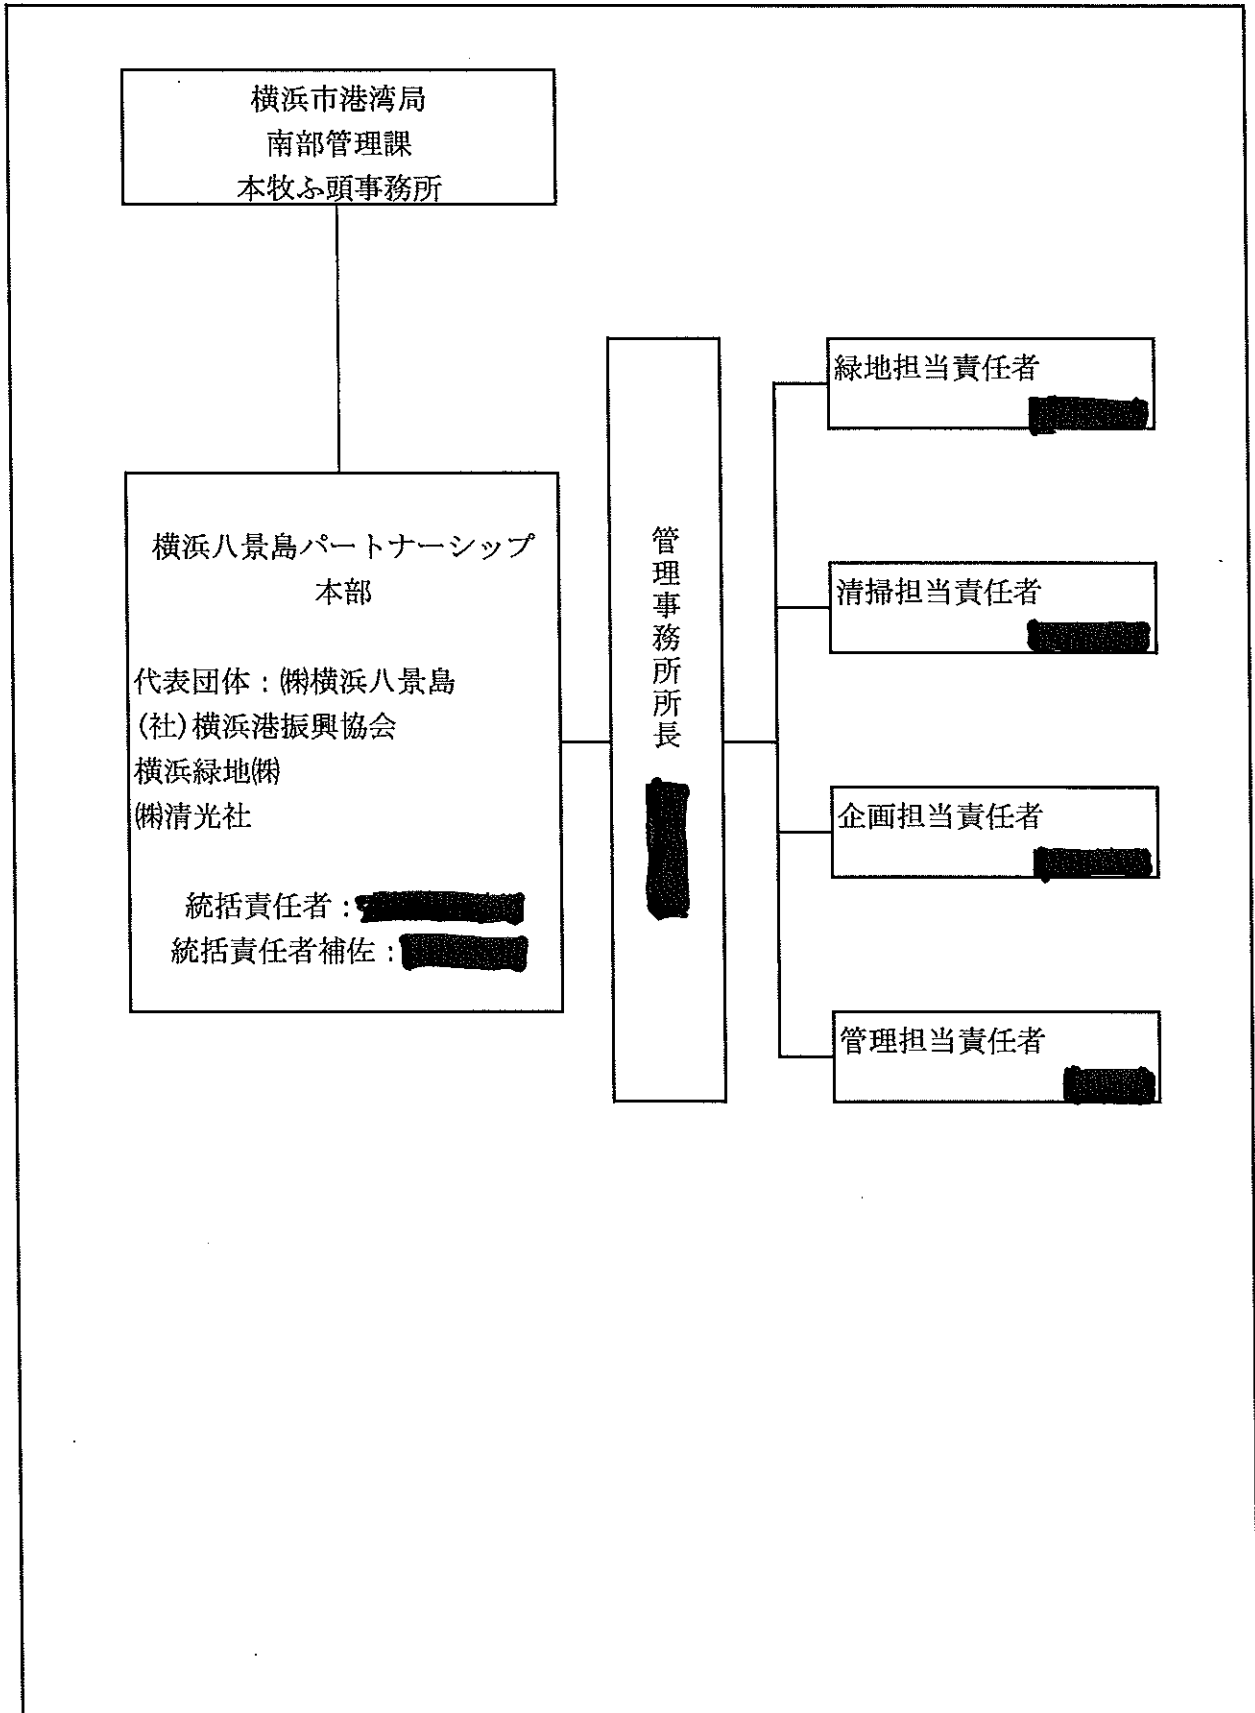 横浜市港湾局
南部管理課
本牧ふ頭事務所
横浜八景島パートナーシップ
本部
代表団体：㈱横浜八景島
(社)横浜港振興協会
横浜緑地㈱
㈱清光社
統括責任者：
統括責任者補佐：
管理事務所所長
緑地担当責任者
清掃担当責任者
企画担当責任者
管理担当責任者